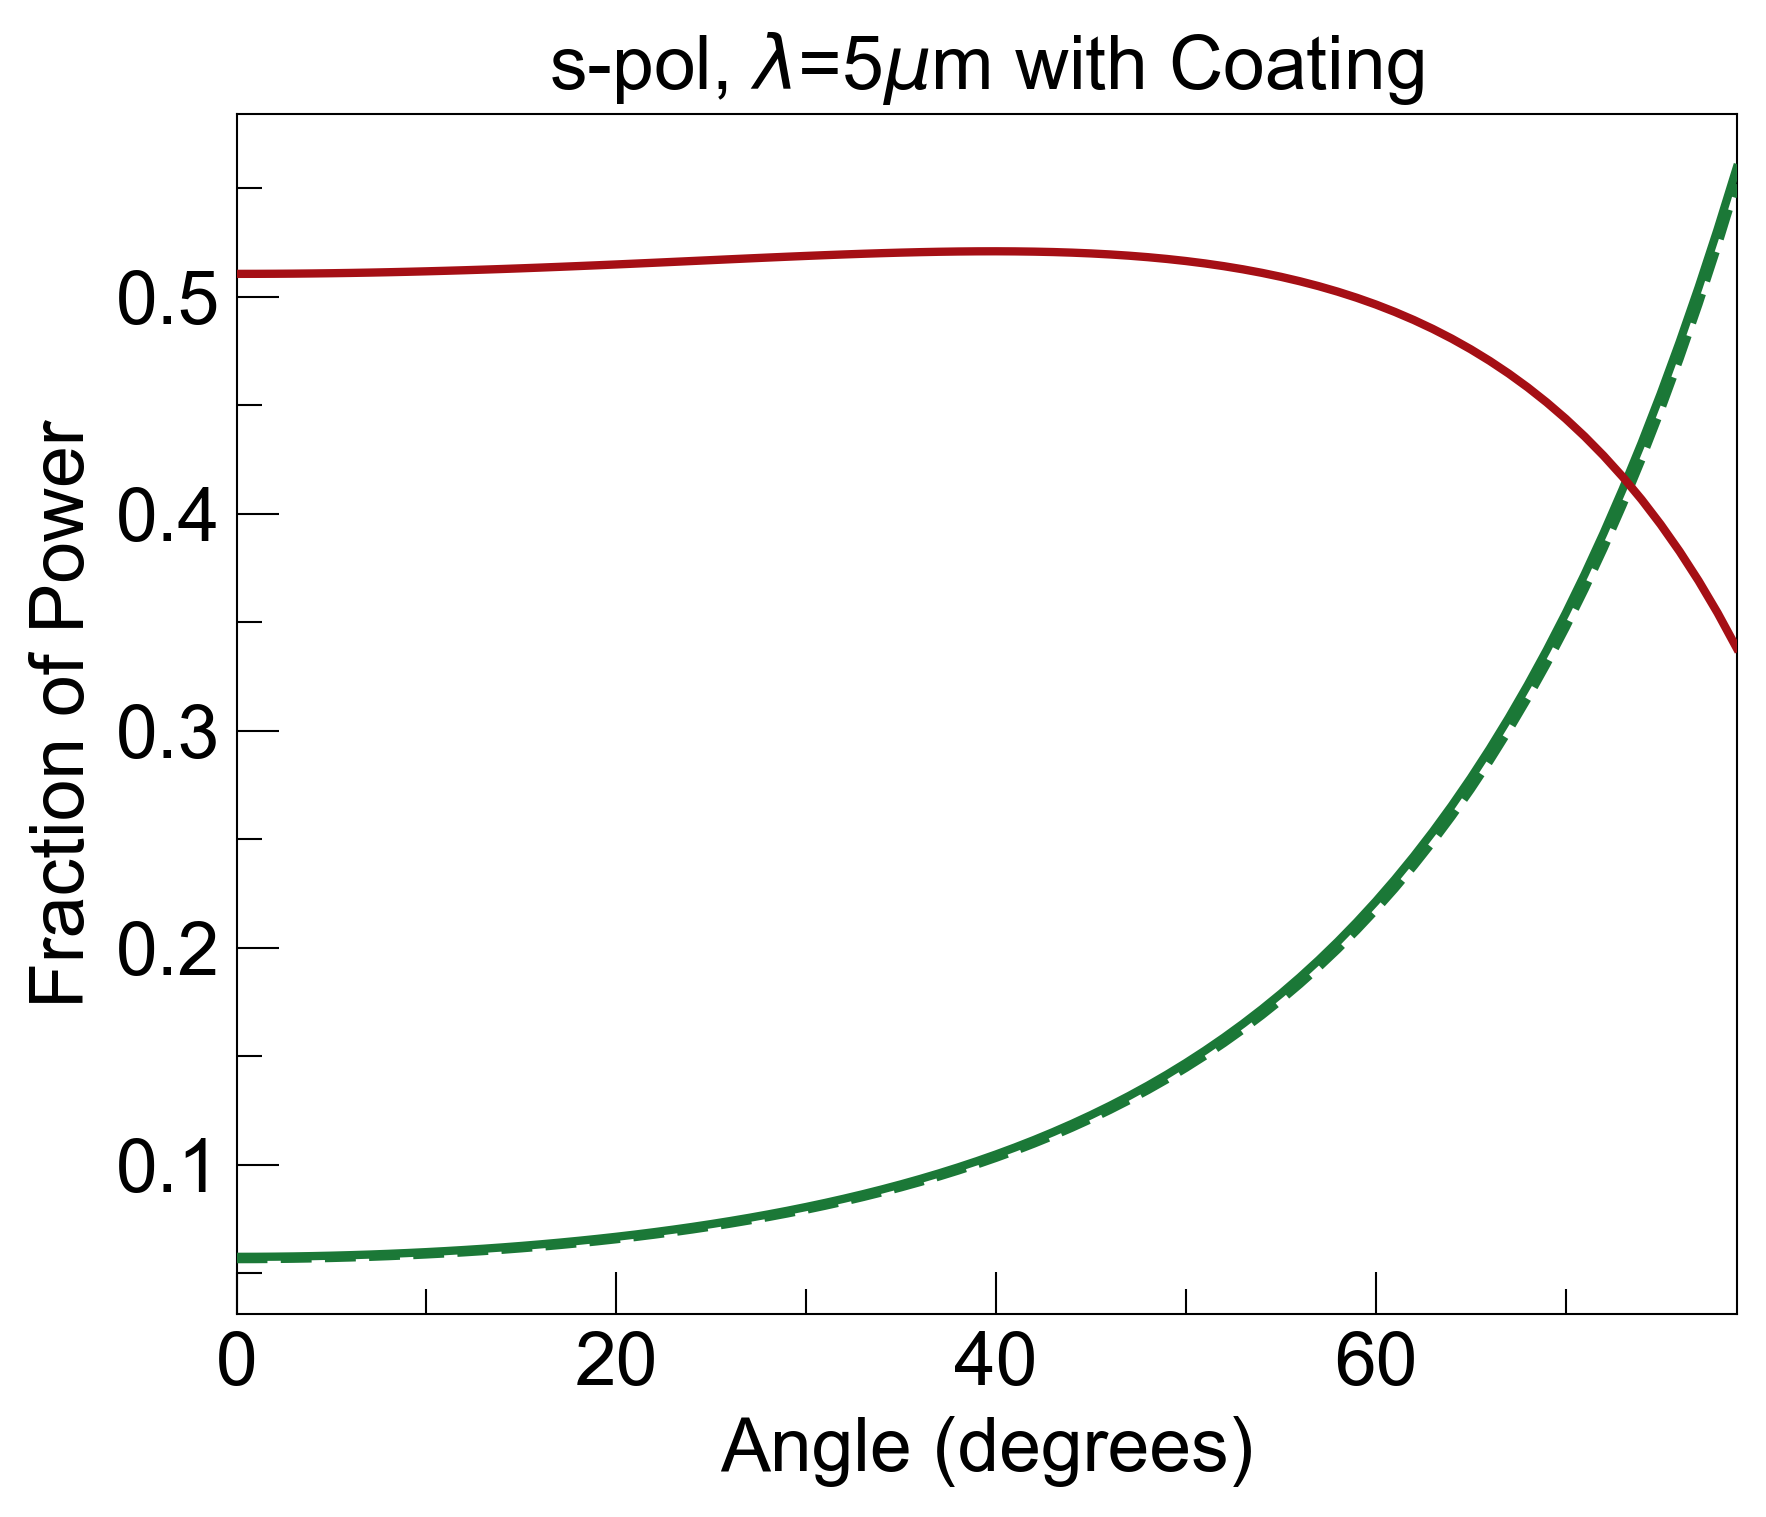 s-pol, λ=5μm with Coating
Fraction of Power
0.5
0.4
0.3
0.2
0.1
0 20 40 60
Angle (degrees)